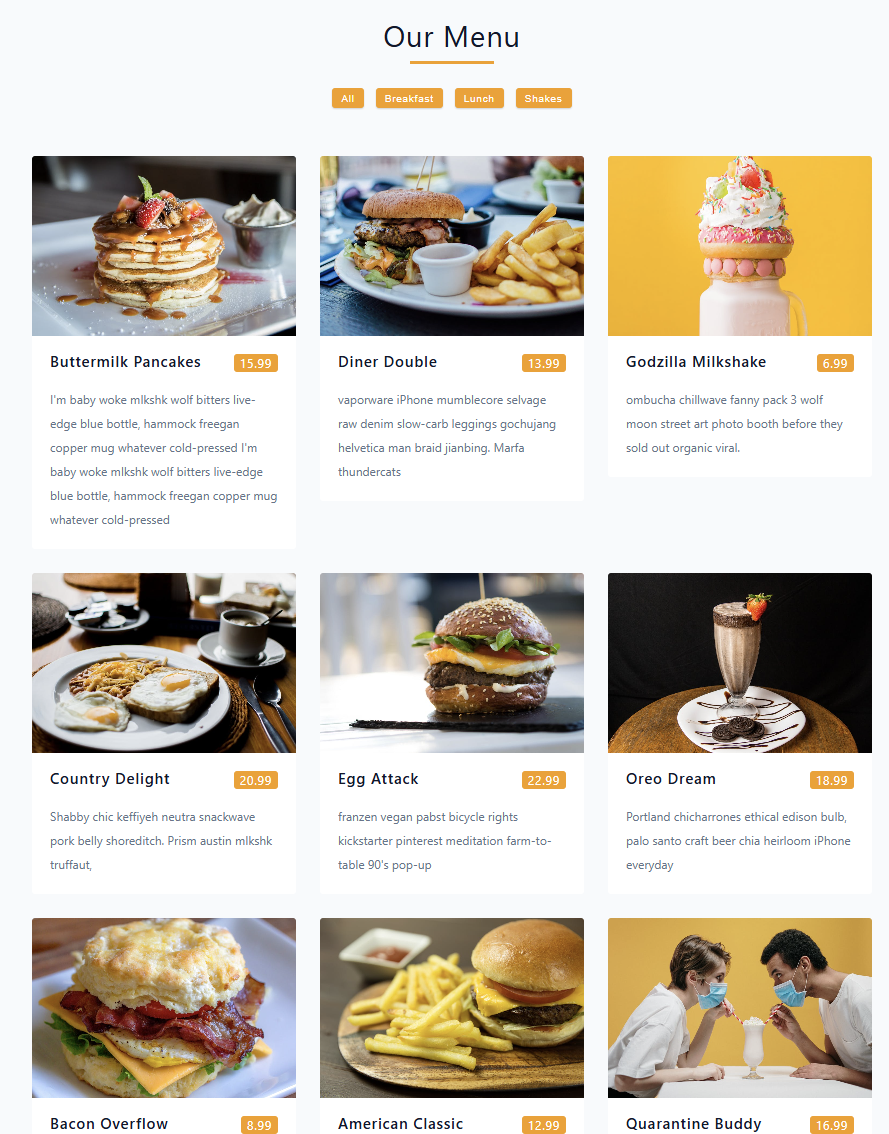 Our Menu
All Breakfast Lunch Shakes
Buttermilk Pancakes 15.99
I'm baby woke mlkshk wolf bitters live-
edge blue bottle, hammock freegan
copper mug whatever cold-pressed I'm
baby woke mlkshk wolf bitters live-edge
blue bottle, hammock freegan copper mug
whatever cold-pressed
Diner Double 13.99
vaporware iPhone mumblecore selvage
raw denim slow-carb leggings gochujang
helvetica man braid jianbing. Marfa
thundercats
Godzilla Milkshake 6.99
ombucha chillwave fanny pack 3 wolf
moon street art photo booth before they
sold out organic viral.
Country Delight 20.99
Shabby chic keffiyeh neutra snackwave
pork belly shoreditch. Prism austin mlkshk
truffaut,
Egg Attack 22.99
franzen vegan pabst bicycle rights
kickstarter pinterest meditation farm-to-
table 90's pop-up
Oreo Dream 18.99
Portland chicharrones ethical edison bulb,
palo santo craft beer chia heirloom iPhone
everyday
Bacon Overflow 8.99
American Classic 12.99
Quarantine Buddy 16.99